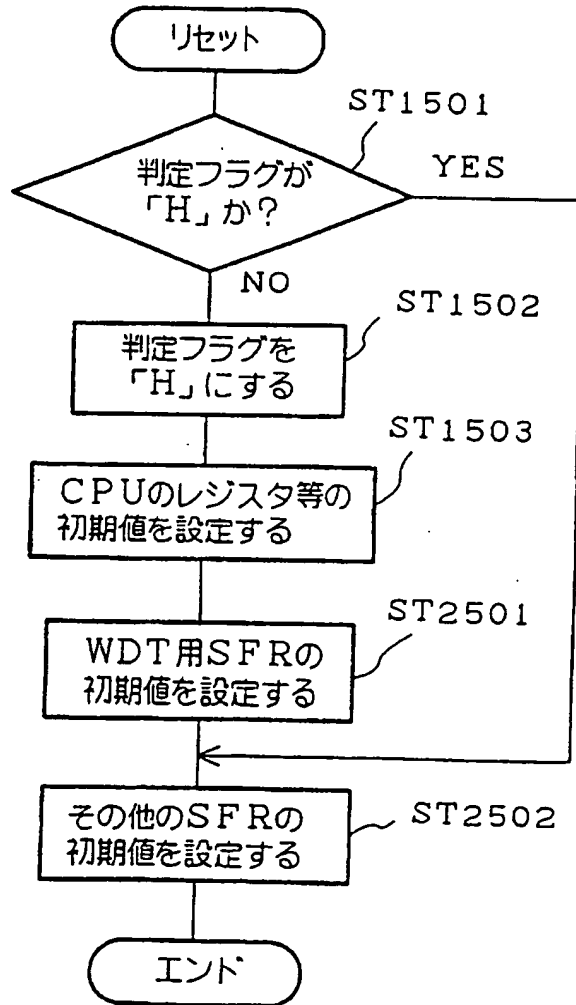 リセット
ST1501
判定フラグが
「H」か?
YES
NO
ST1502
判定フラグを
「H」にする
ST1503
CPUのレジスタ等の
初期値を設定する
ST2501
WDT用SFRの
初期値を設定する
その他のSFRの
初期値を設定する
ST2502
エンド